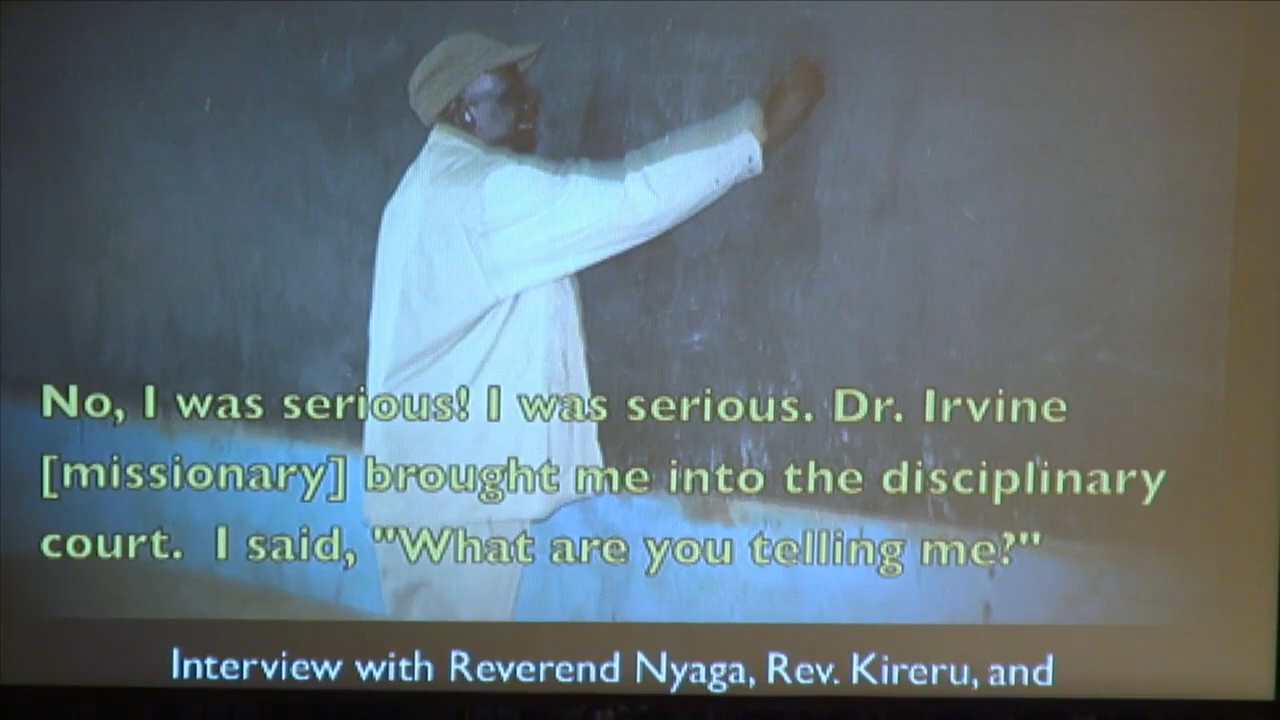 No, I was serious! I was serious. Dr. Irvine
[missionary] brought me into the disciplinary
court. I said, "What are you telling me?"
Interview with Reverend Nyaga, Rev. Kireru, and